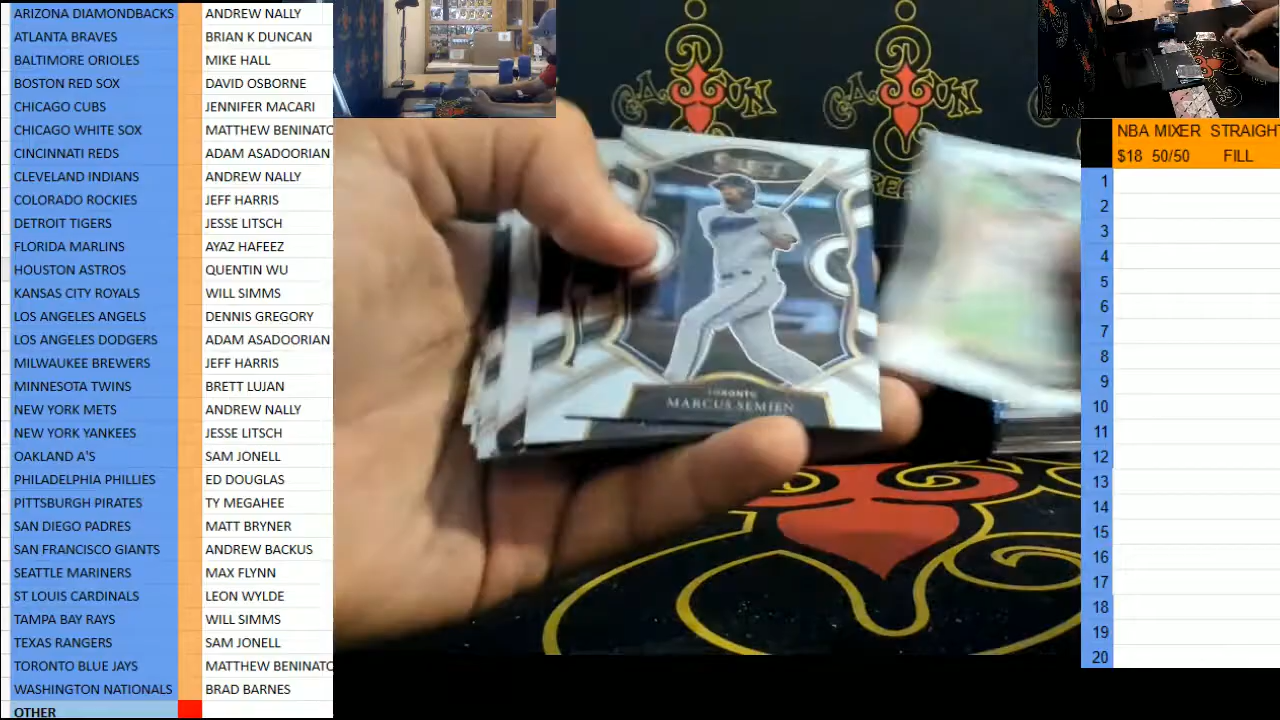 ARIZONA DIAMONDBACKS ANDREW NALLY
ATLANTA BRAVES BRIAN K DUNCAN
BALTIMORE ORIOLES MIKE HALL
BOSTON RED SOX DAVID OSBORNE
CHICAGO CUBS JENNIFER MACARI
CHICAGO WHITE SOX MATTHEW BENINATO
CINCINNATI REDS ADAM ASADOORIAN
CLEVELAND INDIANS ANDREW NALLY
COLORADO ROCKIES JEFF HARRIS
DETROIT TIGERS JESSE LITSCH
FLORIDA MARLINS AYAZ HAFEEZ
HOUSTON ASTROS QUENTIN WU
KANSAS CITY ROYALS WILL SIMMS
LOS ANGELES ANGELS DENNIS GREGORY
LOS ANGELES DODGERS ADAM ASADOORIAN
MILWAUKEE BREWERS JEFF HARRIS
MINNESOTA TWINS BRETT LUJAN
NEW YORK METS ANDREW NALLY
NEW YORK YANKEES JESSE LITSCH
OAKLAND A'S SAM JONELL
PHILADELPHIA PHILLIES ED DOUGLAS
PITTSBURGH PIRATES TY MEGAHEE
SAN DIEGO PADRES MATT BRYNER
SAN FRANCISCO GIANTS ANDREW BACKUS
SEATTLE MARINERS MAX FLYNN
ST LOUIS CARDINALS LEON WYLDE
TAMPA BAY RAYS WILL SIMMS
TEXAS RANGERS SAM JONELL
TORONTO BLUE JAYS MATTHEW BENINATO
WASHINGTON NATIONALS BRAD BARNES
OTHER
SELECT
TORONTO
MARCUS SEMIEN
NBA MIXER STRAIGHT
$18 50/50 FILL
1
2
3
4
5
6
7
8
9
10
11
12
13
14
15
16
17
18
19
20